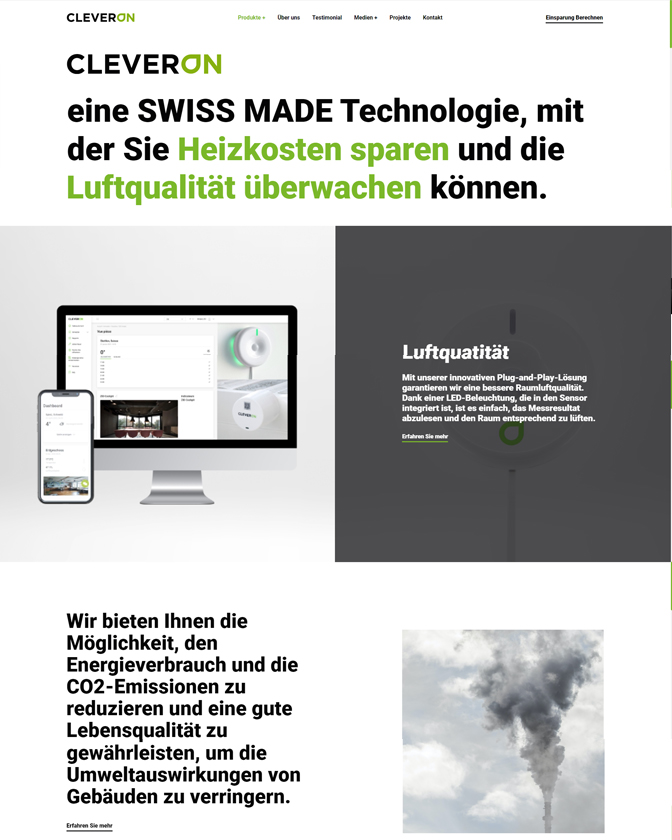 CLEVERON
Produkte +
Über uns
Testimonial
Medien +
Projekte
Kontakt
Einsparung Berechnen
CLEVERON
eine SWISS MADE Technologie, mit
der Sie Heizkosten sparen und die
Luftqualität überwachen können.
Dashboard
CLEVERON
Luftquatität
Mit unserer innovativen Plug-and-Play-Lösung
garantieren wir eine bessere Raumluftqualität.
Dank einer LED-Beleuchtung, die in den Sensor
integriert ist, ist es einfach, das Messresultat
abzulesen und den Raum entsprechend zu lüften.
Erfahren Sie mehr
Wir bieten Ihnen die
Möglichkeit, den
Energieverbrauch und die
CO2-Emissionen zu
reduzieren und eine gute
Lebensqualität zu
gewährleisten, um die
Umweltauswirkungen von
Gebäuden zu verringern.
Erfahren Sie mehr